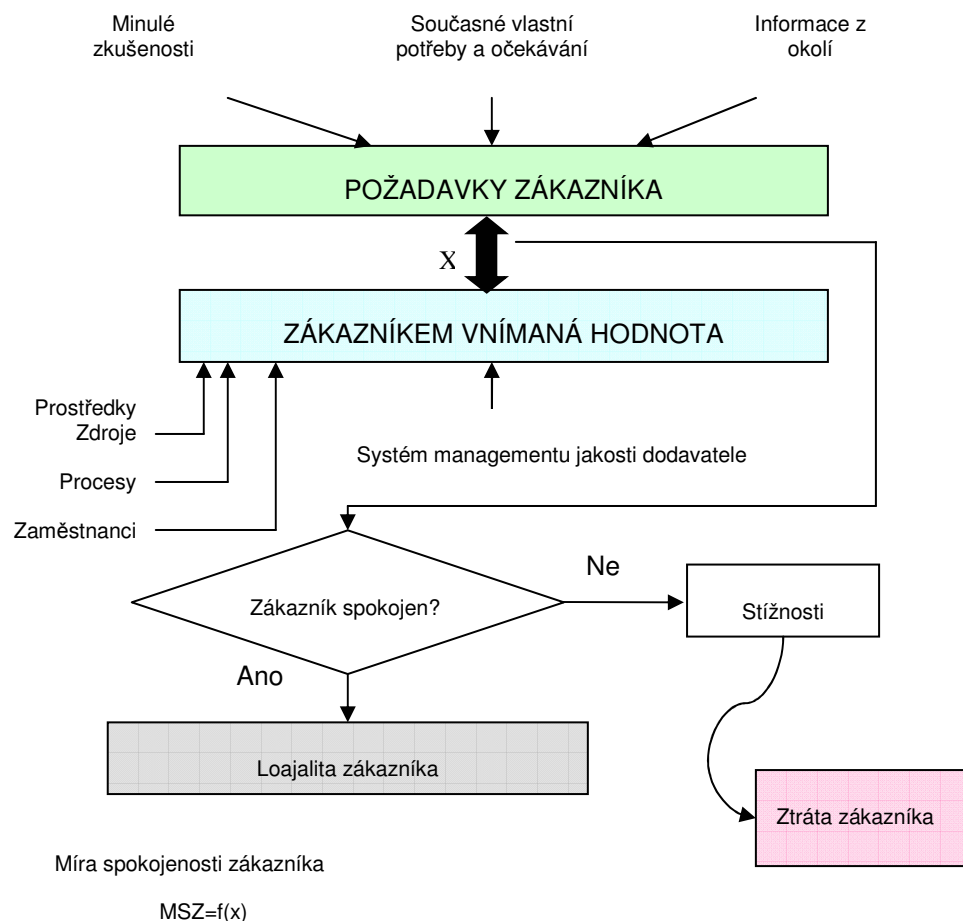 Minulé
zkušenosti
Současné vlastní
potřeby a očekávání
Informace z
okolí
POŽADAVKY ZÁKAZNÍKA
X
ZÁKAZNÍKEM VNÍMANÁ HODNOTA
Prostředky
Zdroje
Systém managementu jakosti dodavatele
Procesy
Zaměstnanci
Ne
Zákazník spokojen?
Stížnosti
Ano
Loajalita zákazníka
Ztráta zákazníka
Míra spokojenosti zákazníka
MSZ=f(x)